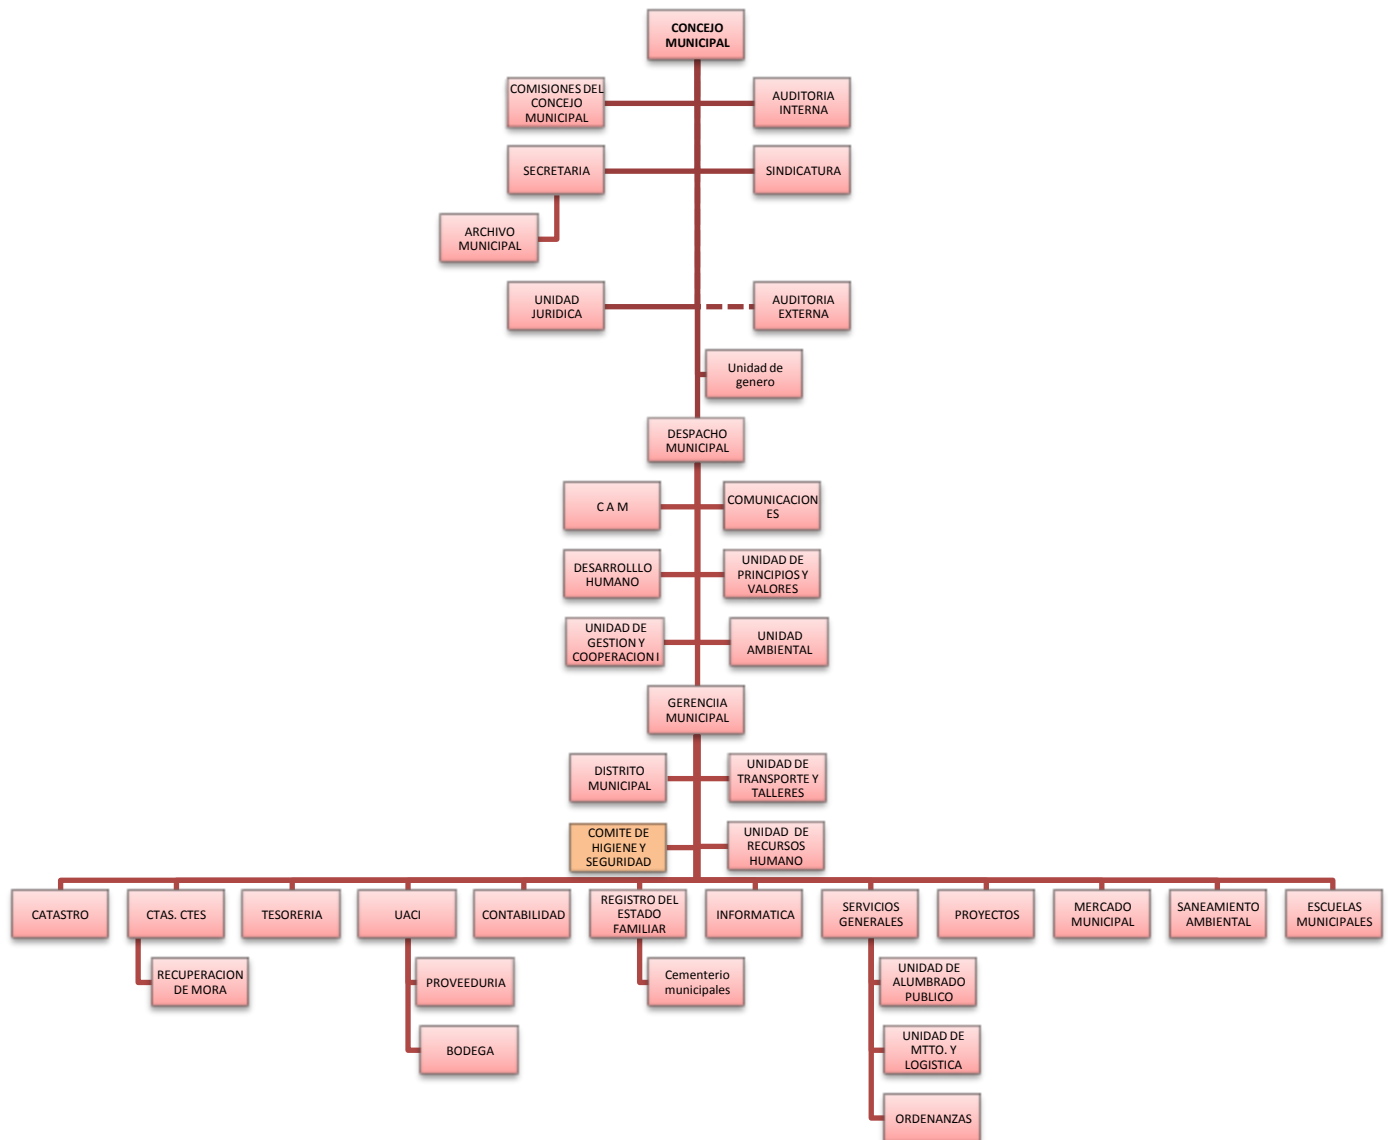 CONCEJO
MUNICIPAL
COMISIONES DEL
CONCEJO
MUNICIPAL
AUDITORIA
INTERNA
SECRETARIA
SINDICATURA
ARCHIVO
MUNICIPAL
UNIDAD
JURIDICA
AUDITORIA
EXTERNA
Unidad de
genero
DESPACHO
MUNICIPAL
C A M
COMUNICACION
ES
DESARROLLLO
HUMANO
UNIDAD DE
PRINCIPIOS Y
VALORES
UNIDAD DE
GESTION Y
COOPERACION I
UNIDAD
AMBIENTAL
GERENCIIA
MUNICIPAL
DISTRITO
MUNICIPAL
UNIDAD DE
TRANSPORTE Y
TALLERES
COMITE DE
HIGIENE Y
SEGURIDAD
UNIDAD DE
RECURSOS
HUMANO
CATASTRO
CTAS. CTES
TESORERIA
UACI
CONTABILIDAD
REGISTRO DEL
ESTADO
FAMILIAR
INFORMATICA
SERVICIOS
GENERALES
PROYECTOS
MERCADO
MUNICIPAL
SANEAMIENTO
AMBIENTAL
ESCUELAS
MUNICIPALES
RECUPERACION
DE MORA
PROVEEDURIA
Cementerio
municipales
UNIDAD DE
ALUMBRADO
PUBLICO
BODEGA
UNIDAD DE
MTTO. Y
LOGISTICA
ORDENANZAS